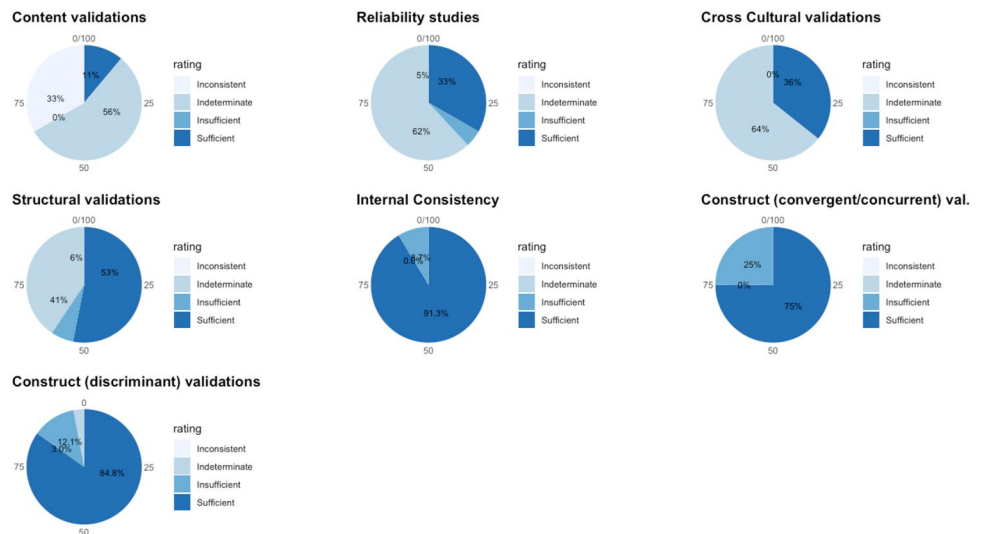 Content validations
0/100
25
50
75
11%
56%
33%
0%
rating
Inconsistent
Indeterminate
Insufficient
Sufficient
Reliability studies
0/100
25
50
75
5%
33%
62%
rating
Inconsistent
Indeterminate
Insufficient
Sufficient
Cross Cultural validations
0/100
25
50
75
0%
36%
64%
rating
Inconsistent
Indeterminate
Insufficient
Sufficient
Structural validations
0/100
25
50
75
6%
53%
41%
rating
Inconsistent
Indeterminate
Insufficient
Sufficient
Internal Consistency
0/100
25
50
75
91.3%
rating
Inconsistent
Indeterminate
Insufficient
Sufficient
Construct (convergent/concurrent) val.
0/100
25
50
75
25%
0%
75%
rating
Inconsistent
Indeterminate
Insufficient
Sufficient
Construct (discriminant) validations
0
25
50
75
12.1%
3.0%
84.8%
rating
Inconsistent
Indeterminate
Insufficient
Sufficient